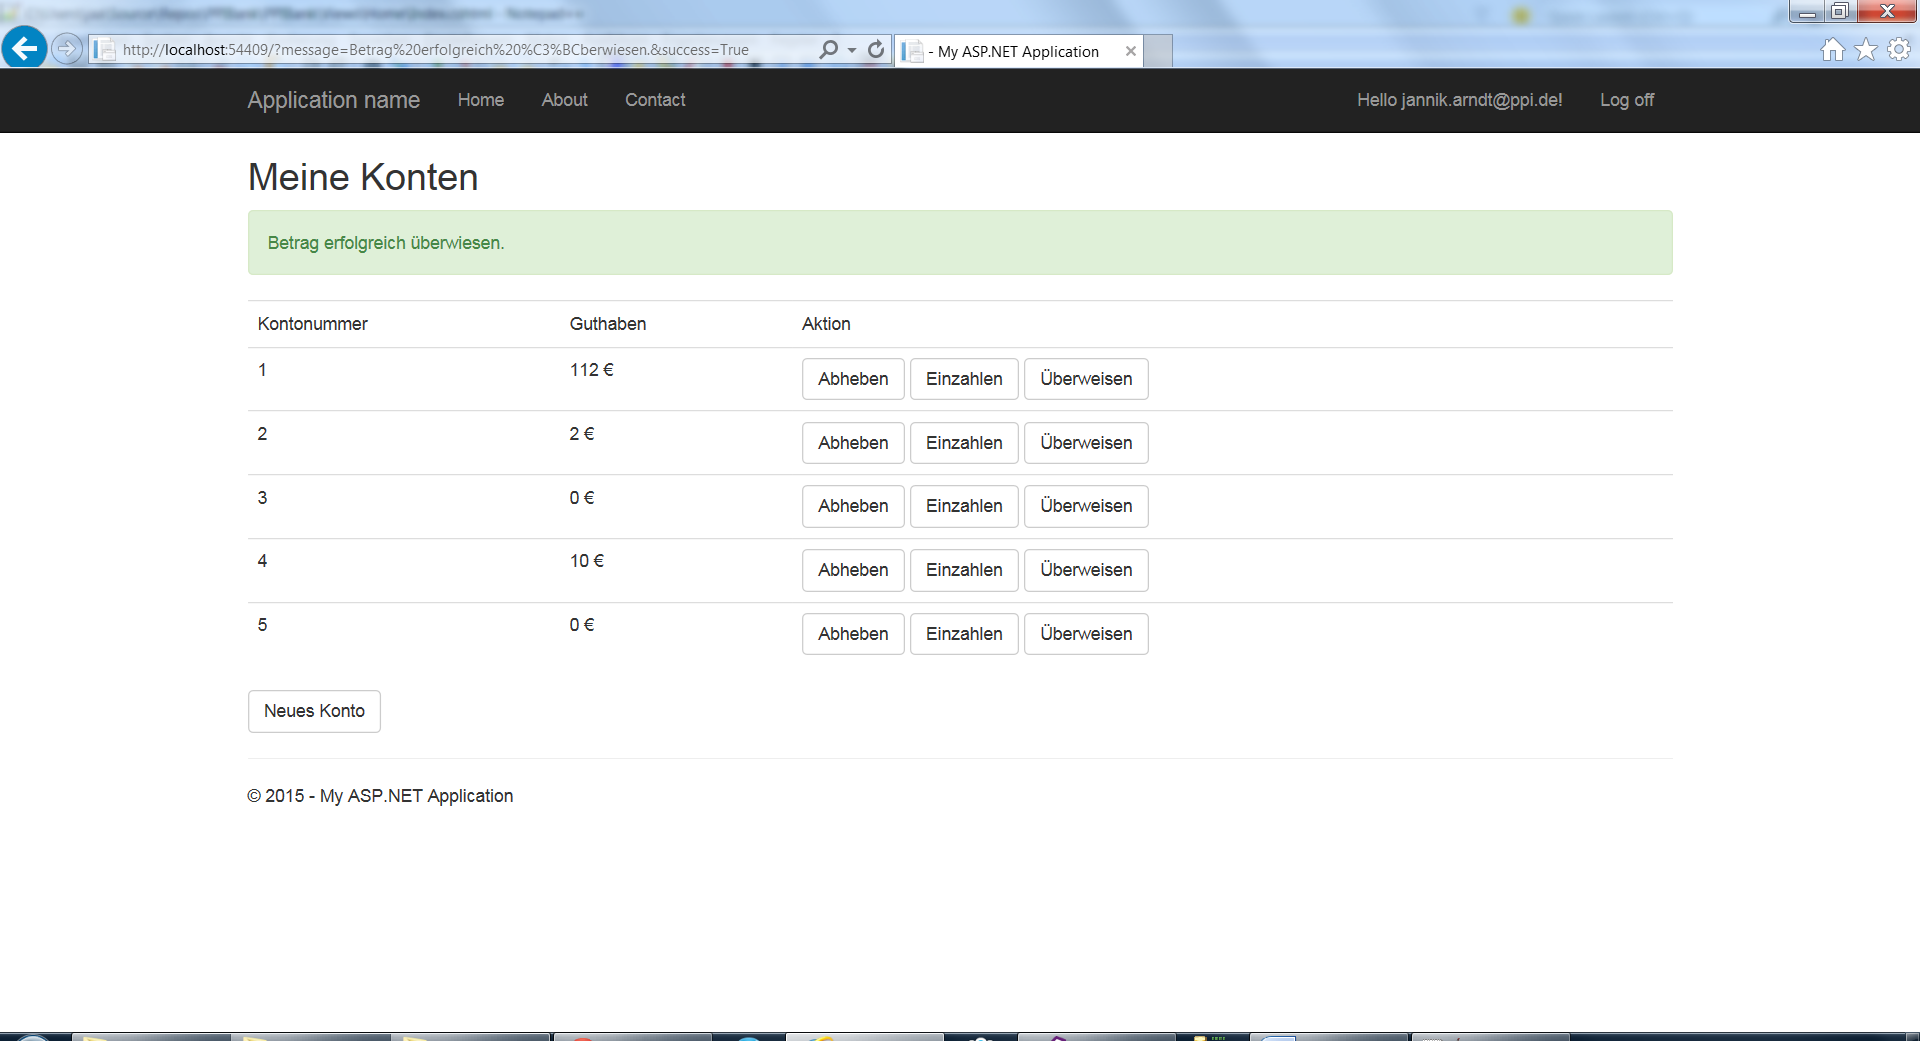 http://localhost:54409/?message=Betrag%20erfolgreich%20%C3%BCberwiesen.&success=True
- My ASP.NET Application
Application name Home About Contact Hello jannik.arndt@ppi.de! Log off
Meine Konten
Betrag erfolgreich überwiesen.
Kontonummer Guthaben Aktion
1 112 € Abheben Einzahlen Überweisen
2 2 € Abheben Einzahlen Überweisen
3 0 € Abheben Einzahlen Überweisen
4 10 € Abheben Einzahlen Überweisen
5 0 € Abheben Einzahlen Überweisen
Neues Konto
© 2015 - My ASP.NET Application